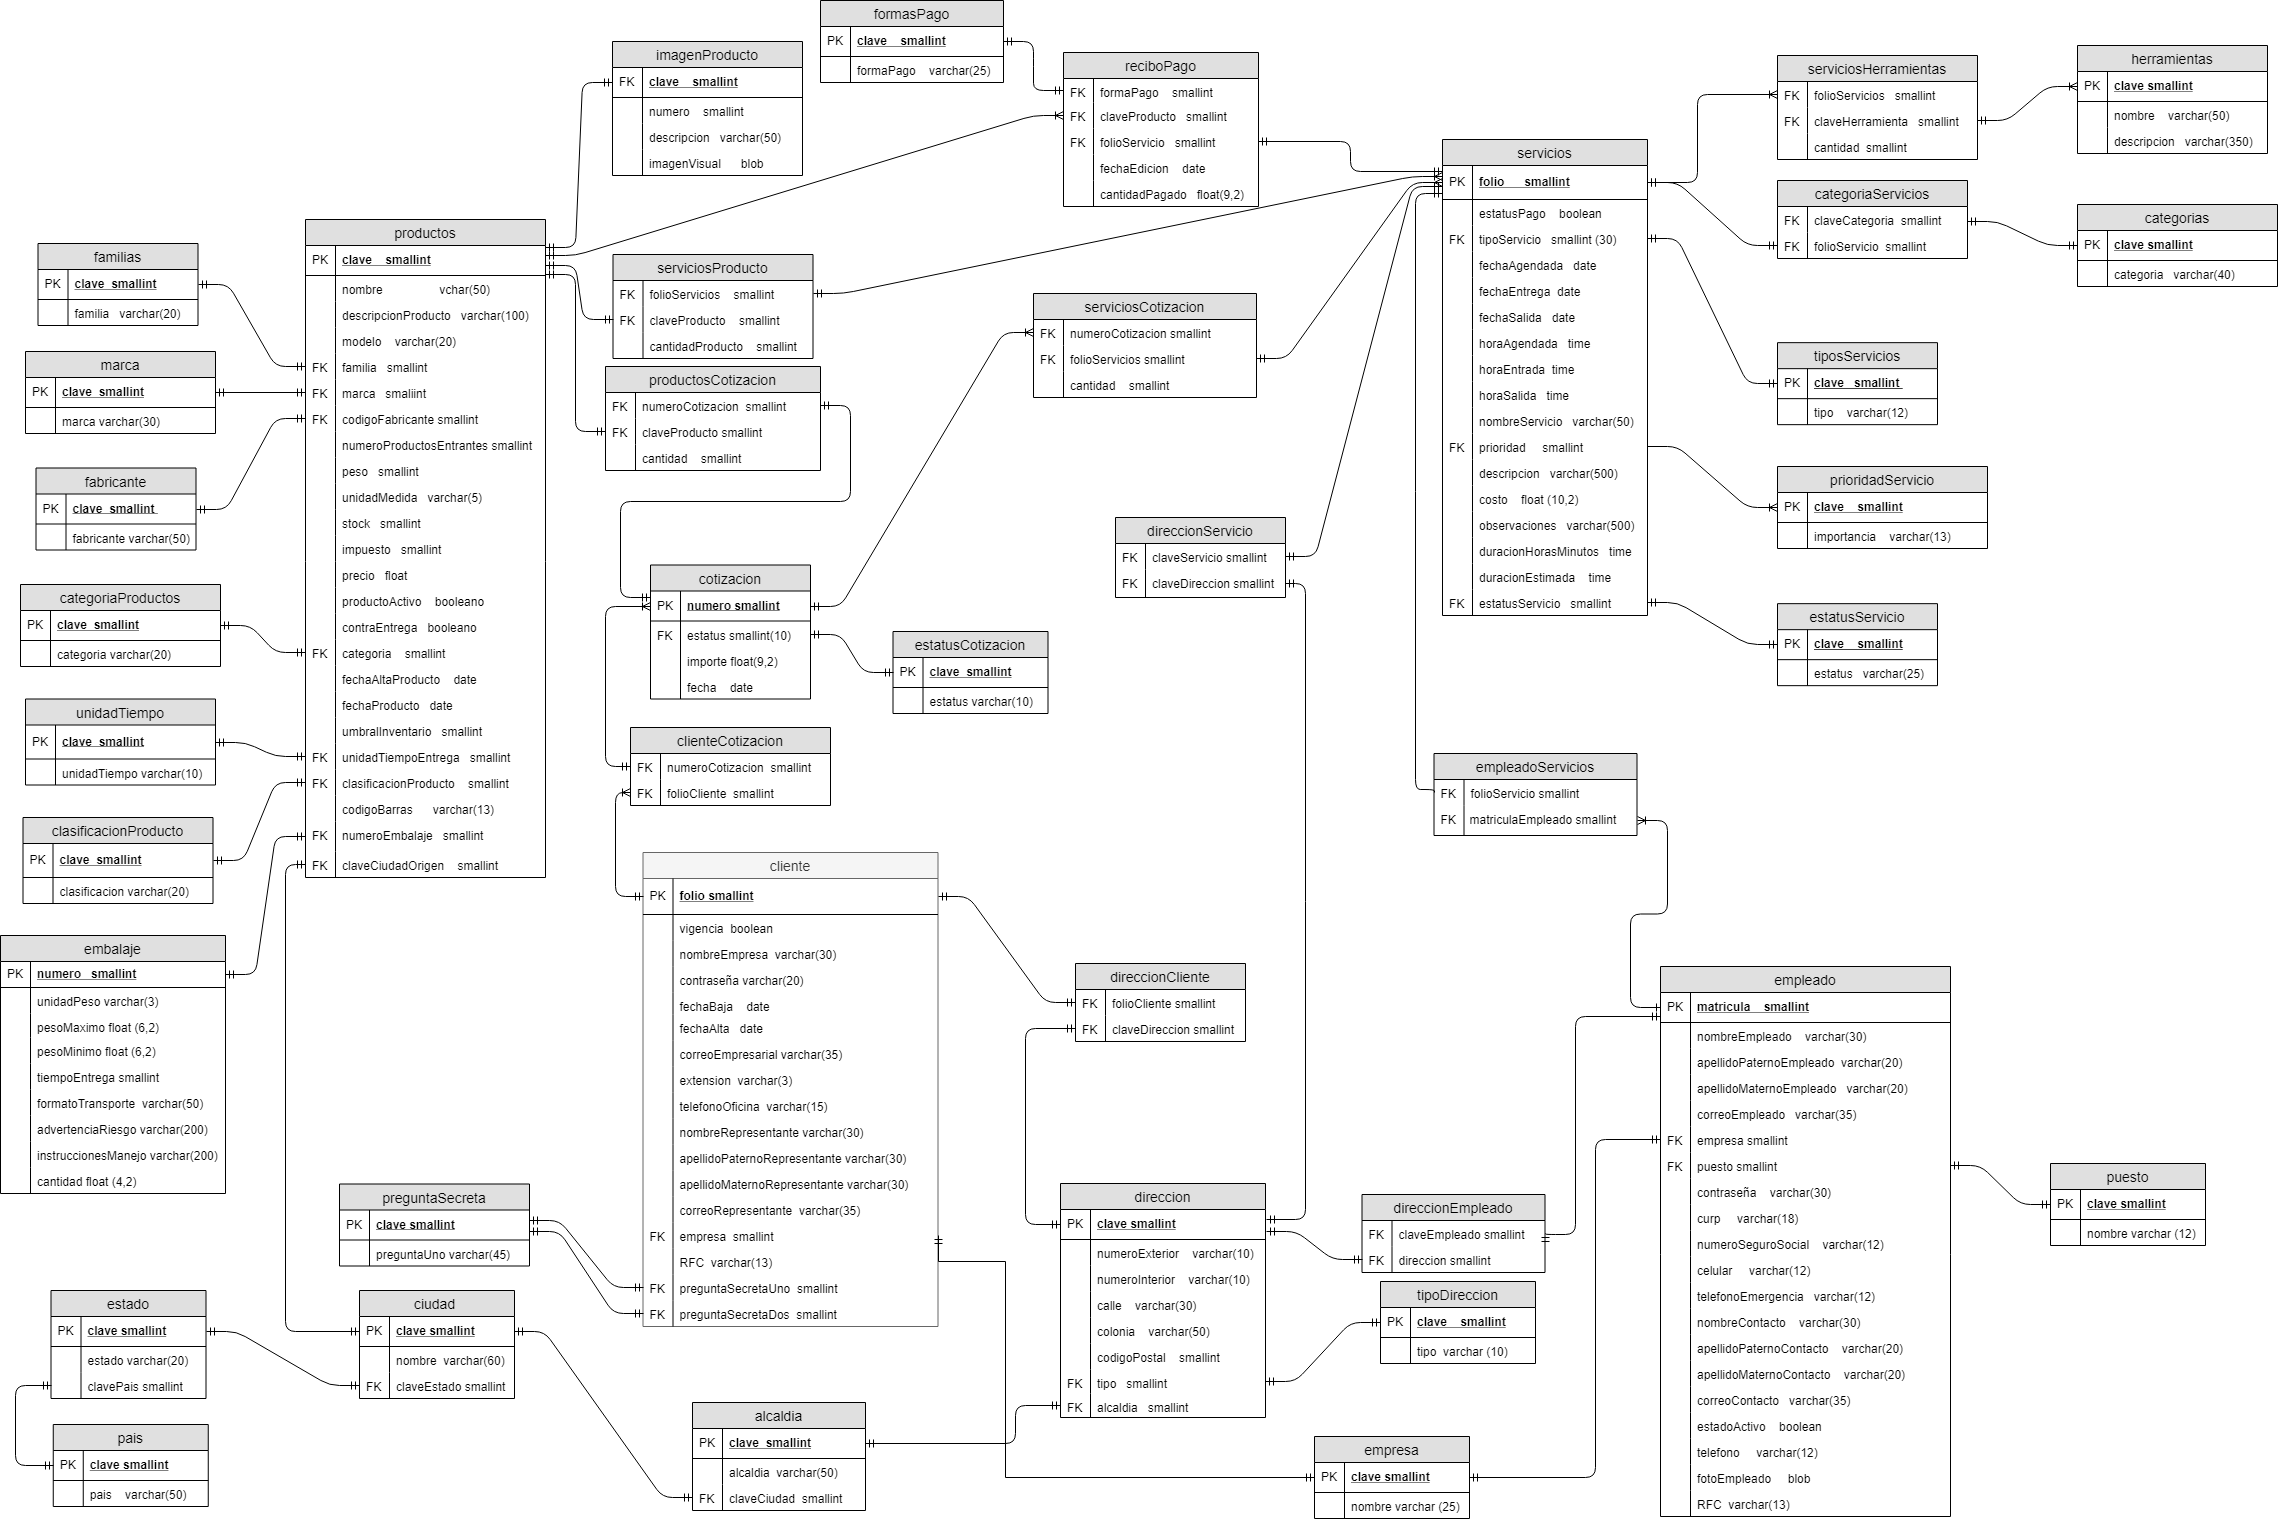 formasPago
PK clave smallint
formaPago varchar(25)
imagenProducto
FK clave smallint
numero smallint
descripcion varchar(50)
imagenVisual blob
reciboPago
FK formaPago smallint
FK claveProducto smallint
FK folioServicio smallint
fechaEdicion date
cantidadPagado float(9,2)
serviciosHerramientas
FK folioServicios smallint
FK claveHerramienta smallint
cantidad smallint
herramientas
PK clave smallint
nombre varchar(50)
descripcion varchar(350)
servicios
PK folio smallint
estatusPago boolean
FK tipoServicio smallint (30)
fechaAgendada date
fechaEntrega date
fechaSalida date
horaAgendada time
horaEntrada time
horaSalida time
nombreServicio varchar(50)
FK prioridad smallint
descripcion varchar(500)
costo float (10,2)
observaciones varchar(500)
duracionHorasMinutos time
duracionEstimada time
FK estatusServicio smallint
categoriaServicios
FK claveCategoria smallint
FK folioServicio smallint
categorias
PK clave smallint
categoria varchar(40)
productos
PK clave smallint
nombre vchar(50)
descripcionProducto varchar(100)
modelo varchar(20)
FK familia smallint
FK marca smaliint
FK codigoFabricante smallint
numeroProductosEntrantes smallint
peso smallint
unidadMedida varchar(5)
stock smallint
impuesto smallint
precio float
productoActivo booleano
contraEntrega booleano
FK categoria smallint
fechaAltaProducto date
fechaProducto date
umbralInventario smallint
FK unidadTiempoEntrega smallint
FK clasificacionProducto smallint
codigoBarras varchar(13)
FK numeroEmbalaje smallint
FK claveCiudadOrigen smallint
familias
PK clave smallint
familia varchar(20)
serviciosProducto
FK folioServicios smallint
FK claveProducto smallint
cantidadProducto smallint
serviciosCotizacion
FK numeroCotizacion smallint
FK folioServicios smallint
cantidad smallint
marca
PK clave smallint
marca varchar(30)
productosCotizacion
FK numeroCotizacion smallint
FK claveProducto smallint
cantidad smallint
tiposServicios
PK clave smallint
tipo varchar(12)
fabricante
PK clave smallint
fabricante varchar(50)
prioridadServicio
PK clave smallint
importancia varchar(13)
direccionServicio
FK claveServicio smallint
FK claveDireccion smallint
cotizacion
PK numero smallint
FK estatus smallint(10)
importe float(9,2)
fecha date
categoriaProductos
PK clave smallint
categoria varchar(20)
estatusCotizacion
PK clave smallint
estatus varchar(10)
estatusServicio
PK clave smallint
estatus varchar(25)
unidadTiempo
PK clave smallint
unidadTiempo varchar(10)
clienteCotizacion
FK numeroCotizacion smallint
FK folioCliente smallint
empleadoServicios
FK folioServicio smallint
FK matriculaEmpleado smallint
clasificacionProducto
PK clave smallint
clasificacion varchar(20)
cliente
PK folio smallint
vigencia boolean
nombreEmpresa varchar(30)
contraseña varchar(20)
fechaBaja date
fechaAlta date
correoEmpresarial varchar(35)
extension varchar(3)
telefonoOficina varchar(15)
nombreRepresentante varchar(30)
apellidoPaternoRepresentante varchar(30)
apellidoMaternoRepresentante varchar(30)
correoRepresentante varchar(35)
FK empresa smallint
RFC varchar(13)
FK preguntaSecretaUno smallint
FK preguntaSecretaDos smallint
embalaje
PK numero smallint
unidadPeso varchar(3)
pesoMaximo float (6,2)
pesoMinimo float (6,2)
tiempoEntrega smallint
formatoTransporte varchar(50)
advertenciaRiesgo varchar(200)
instruccionesManejo varchar(200)
cantidad float (4,2)
direccionCliente
FK folioCliente smallint
FK claveDireccion smallint
empleado
PK matricula smallint
nombreEmpleado varchar(30)
apellidoPaternoEmpleado varchar(20)
apellidoMaternoEmpleado varchar(20)
correoEmpleado varchar(35)
FK empresa smallint
FK puesto smallint
contraseña varchar(30)
curp varchar(18)
numeroSeguroSocial varchar(12)
celular varchar(12)
telefonoEmergencia varchar(12)
nombreContacto varchar(30)
apellidoPaternoContacto varchar(20)
apellidoMaternoContacto varchar(20)
correoContacto varchar(35)
estadoActivo boolean
telefono varchar(12)
fotoEmpleado blob
RFC varchar(13)
puesto
PK clave smallint
nombre varchar (12)
preguntaSecreta
PK clave smallint
preguntaUno varchar(45)
direccion
PK clave smallint
numeroExterior varchar(10)
numeroInterior varchar(10)
calle varchar(30)
colonia varchar(50)
codigoPostal smallint
FK tipo smallint
FK alcaldia smallint
direccionEmpleado
FK claveEmpleado smallint
FK direccion smallint
tipoDireccion
PK clave smallint
tipo varchar (10)
estado
PK clave smallint
estado varchar(20)
clavePais smallint
ciudad
PK clave smallint
nombre varchar(60)
FK claveEstado smallint
alcaldia
PK clave smallint
alcaldia varchar(50)
FK claveCiudad smallint
pais
PK clave smallint
pais varchar(50)
empresa
PK clave smallint
nombre varchar (25)